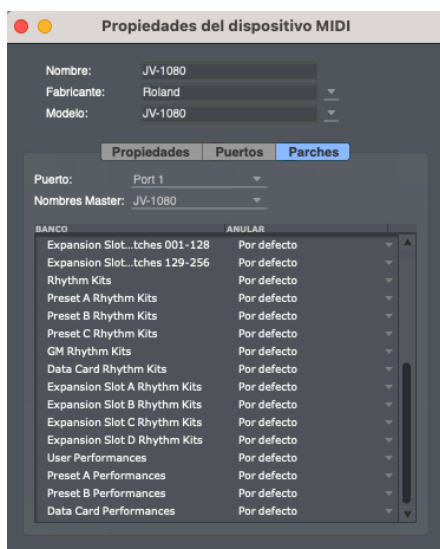 Propiedades del dispositivo MIDI
Nombre: JV-1080
Fabricante: Roland
Modelo: JV-1080
Propiedades Puertos Parches
Puerto: Port 1
Nombres Master: JV-1080
BANCO ANULAR
Expansion Slot...tches 001-128 Por defecto
Expansion Slot...tches 129-256 Por defecto
Rhythm Kits Por defecto
Preset A Rhythm Kits Por defecto
Preset B Rhythm Kits Por defecto
Preset C Rhythm Kits Por defecto
GM Rhythm Kits Por defecto
Data Card Rhythm Kits Por defecto
Expansion Slot A Rhythm Kits Por defecto
Expansion Slot B Rhythm Kits Por defecto
Expansion Slot C Rhythm Kits Por defecto
Expansion Slot D Rhythm Kits Por defecto
User Performances Por defecto
Preset A Performances Por defecto
Preset B Performances Por defecto
Data Card Performances Por defecto